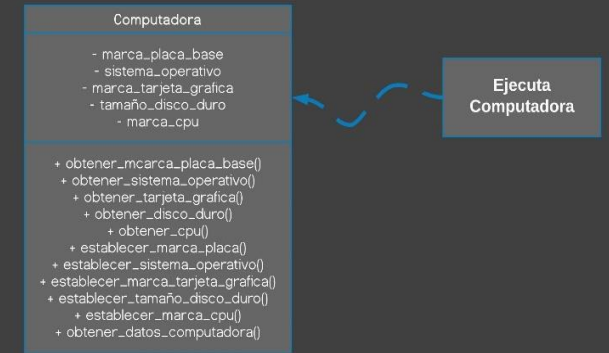 Computadora
- marca_placa_base
- sistema_operativo
- marca_tarjeta_grafica
- tamaño_disco_duro
- marca_cpu
+ obtener_mcarca_placa_base()
+ obtener_sistema_operativo()
+ obtener_tarjeta_grafica()
+ obtener_disco_duro()
+ obtener_cpu()
+ establecer_marca_placa()
+ establecer_sistema_operativo()
+ establecer_marca_tarjeta_grafica()
+ establecer_tamaño_disco_duro()
+ establecer_marca_cpu()
+ obtener_datos_computadora()
Ejecuta
Computadora